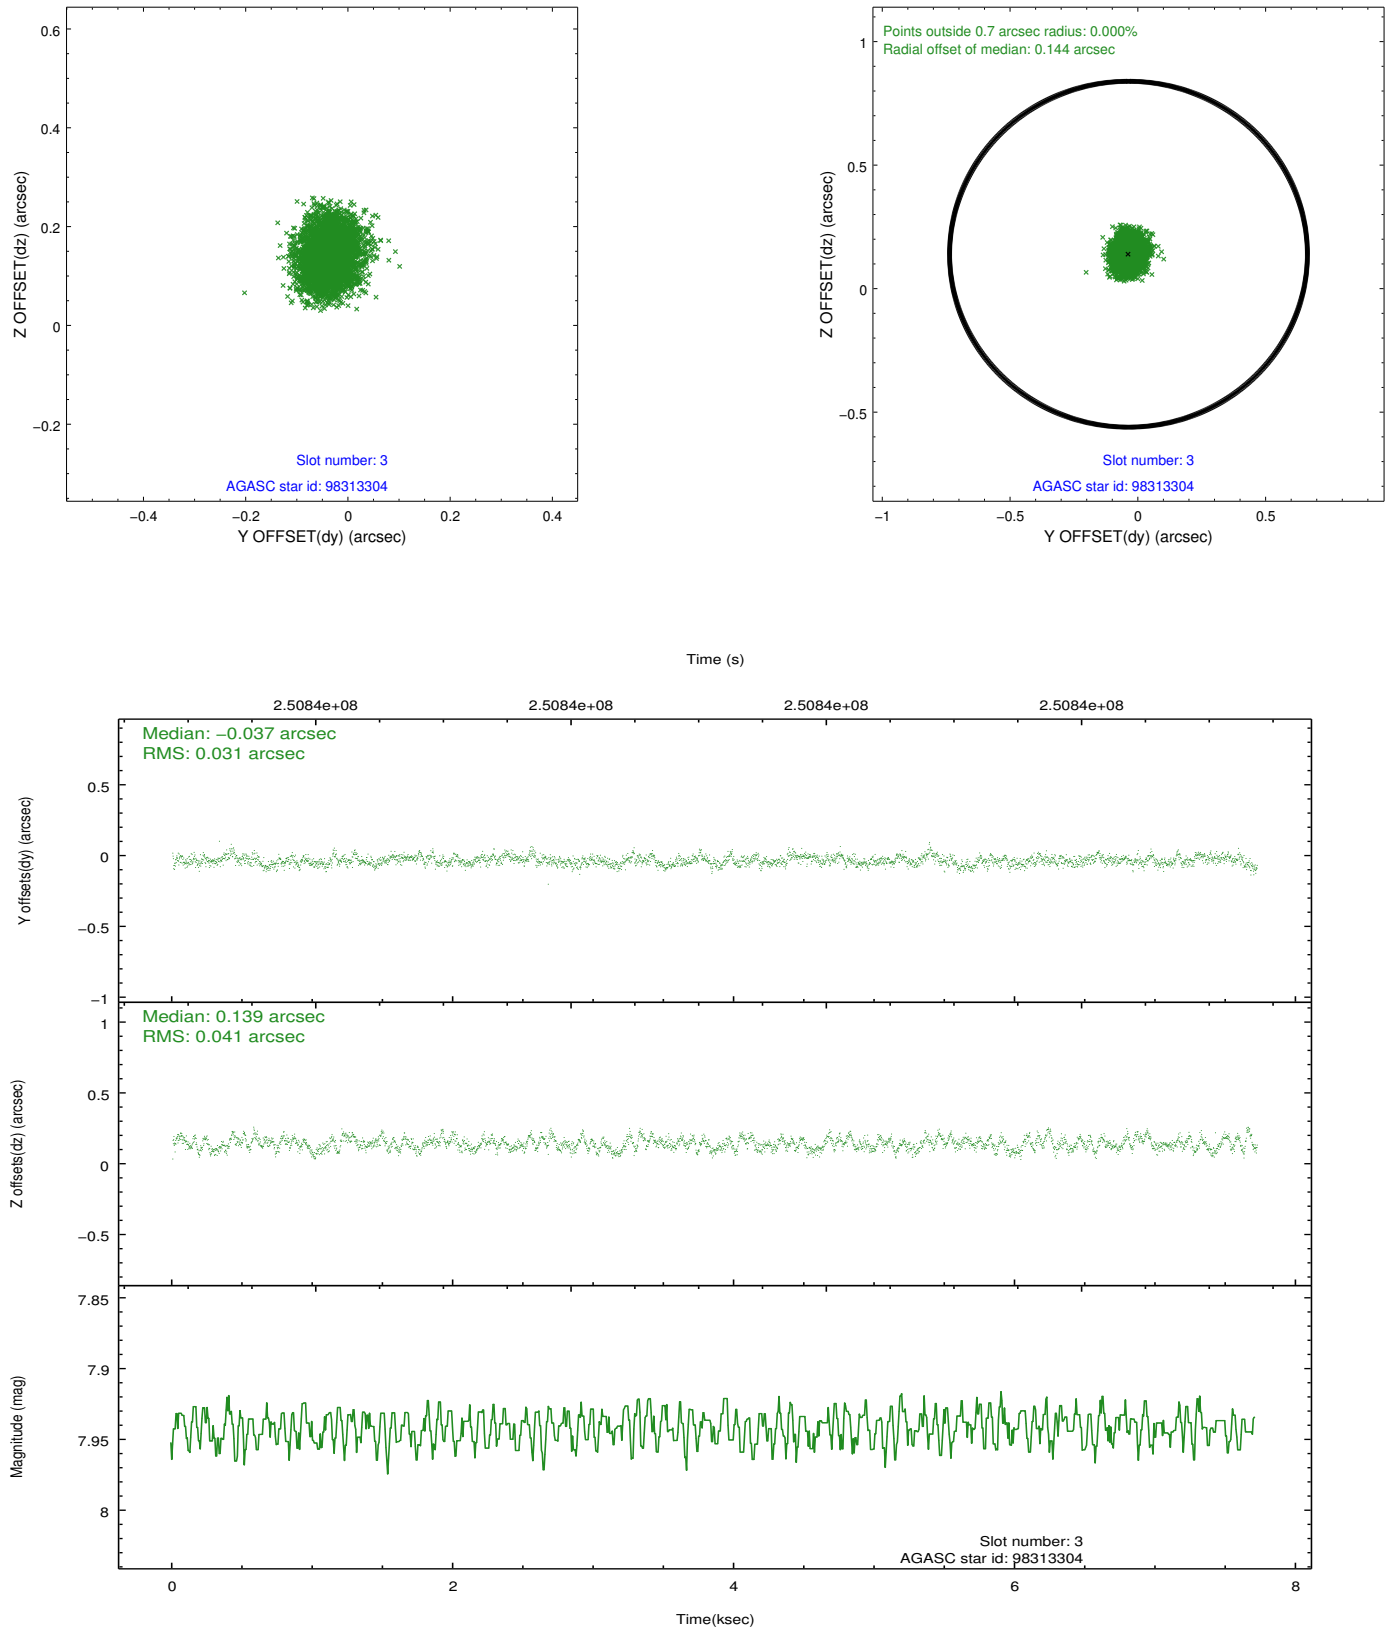 0.6
0.4
0.2
0
−0.2
Z OFFSET(dz) (arcsec)
Slot number: 3
AGASC star id: 98313304
−0.4 −0.2 0 0.2 0.4
Y OFFSET(dy) (arcsec)
Points outside 0.7 arcsec radius: 0.000%
Radial offset of median: 0.144 arcsec
1
0.5
0
−0.5
Z OFFSET(dz) (arcsec)
Slot number: 3
AGASC star id: 98313304
−1 −0.5 0 0.5
Y OFFSET(dy) (arcsec)
Time (s)
2.5084e+08 2.5084e+08 2.5084e+08 2.5084e+08
Median: −0.037 arcsec
RMS: 0.031 arcsec
0.5
0
−0.5
−1
Y offsets(dy) (arcsec)
Median: 0.139 arcsec
RMS: 0.041 arcsec
1
0.5
0
−0.5
Z offsets(dz) (arcsec)
7.85
7.9
7.95
8
Magnitude (mag)
Slot number: 3
AGASC star id: 98313304
0 2 4 6 8
Time(ksec)